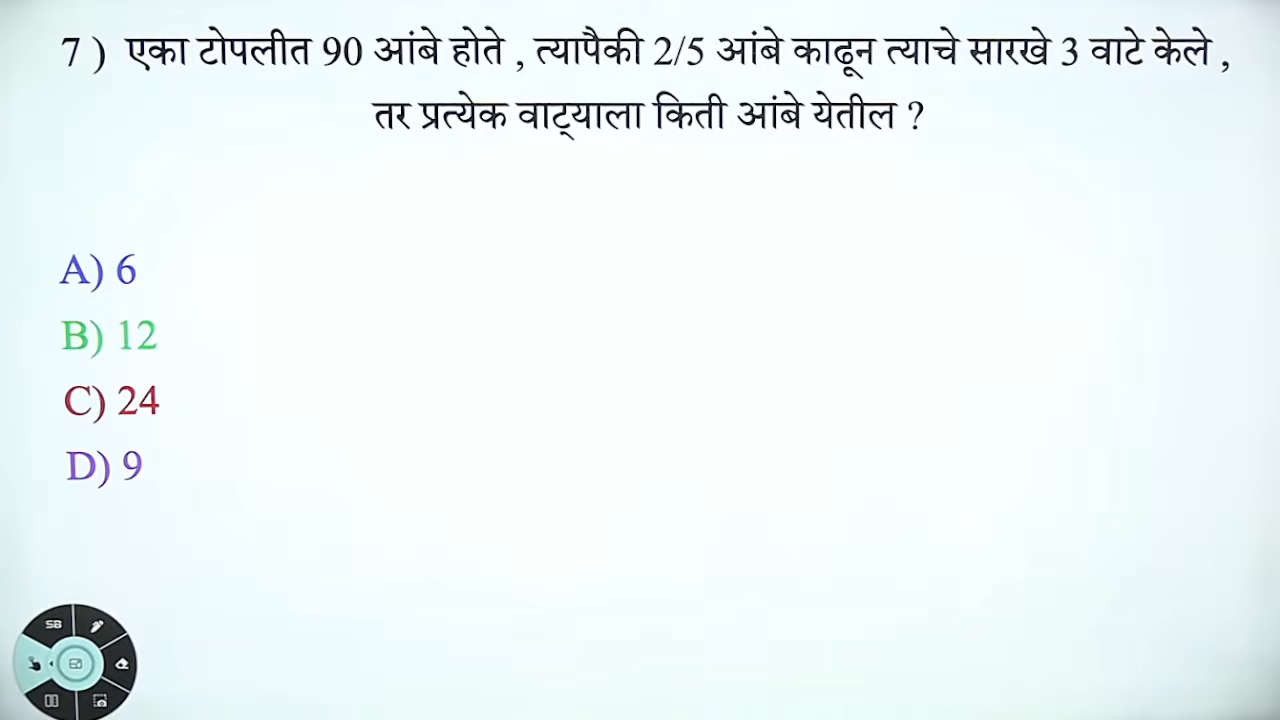 7 ) एका टोपलीत 90 आंबे होते , त्यापैकी 2/5 आंबे काढून त्याचे सारखे 3 वाटे केले ,
तर प्रत्येक वाट्याला किती आंबे येतील ?
A) 6
B) 12
C) 24
D) 9
SB